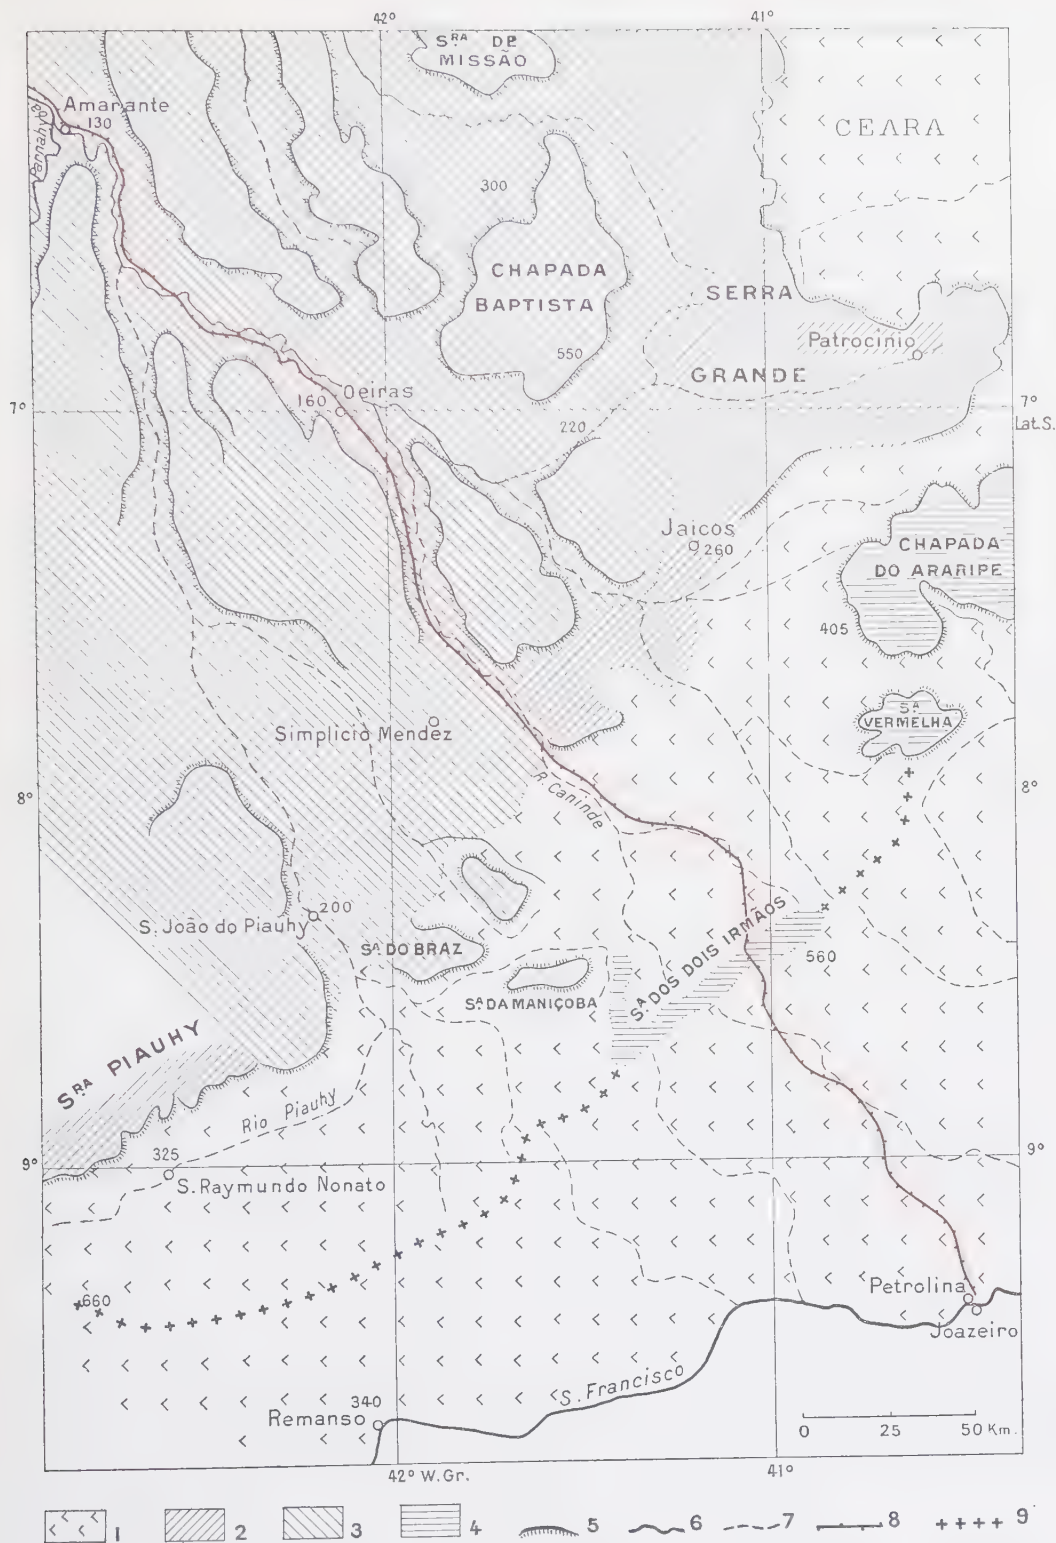 42°
41°
SRA DE
MISSÃO
Amarante
130
Parnahyba
CEARA
300
CHAPADA
BAPTISTA
SERRA
Patrocinio
550
GRANDE
160
Oeiras
7°
7°
Lat.S.
220
Jaicos
260
CHAPADA
DO ARARIPE
405
SA
VERMELHA
Simplicio Mendez
8°
8°
R. Caninde
S. João do Piauhy
200
SA DO BRAZ
SA DOS DOIS IRMÃOS
560
SA DA MANIÇOBA
SRA PIAUHY
Rio Piauhy
9°
9°
325
S. Raymundo Nonato
660
Petrolina
Joazeiro
S. Francisco
340
Remanso
0 25 50 Km.
42° W. Gr.
41°
1 2 3 4 5 6 7 8 9